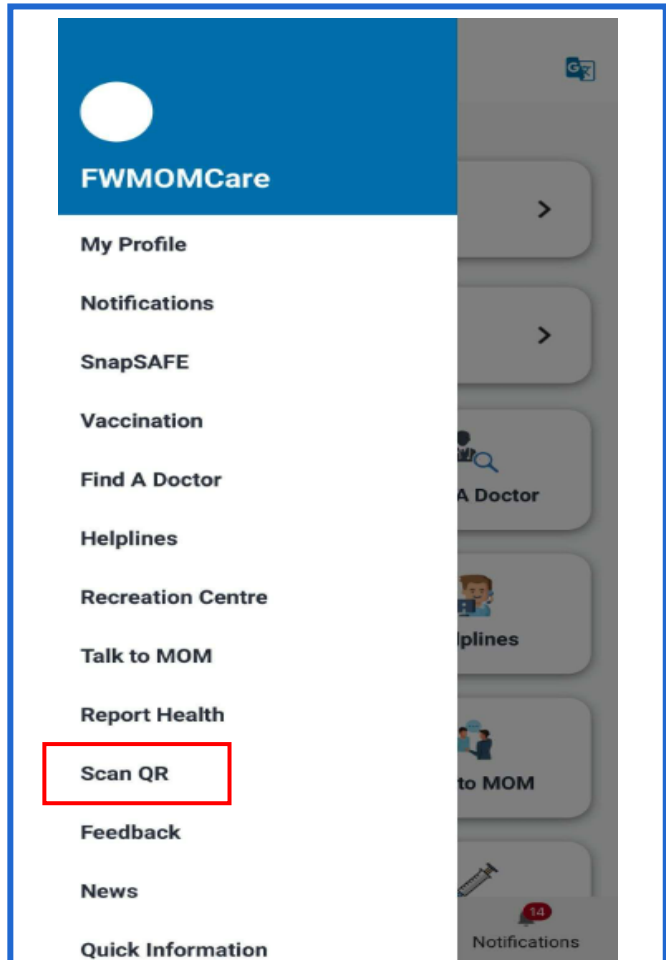 FWMOMCare
My Profile
Notifications
SnapSAFE
Vaccination
Find A Doctor
Helplines
Recreation Centre
Talk to MOM
Report Health
Scan QR
Feedback
News
Quick Information
A Doctor
lplines
to MOM
14
Notifications